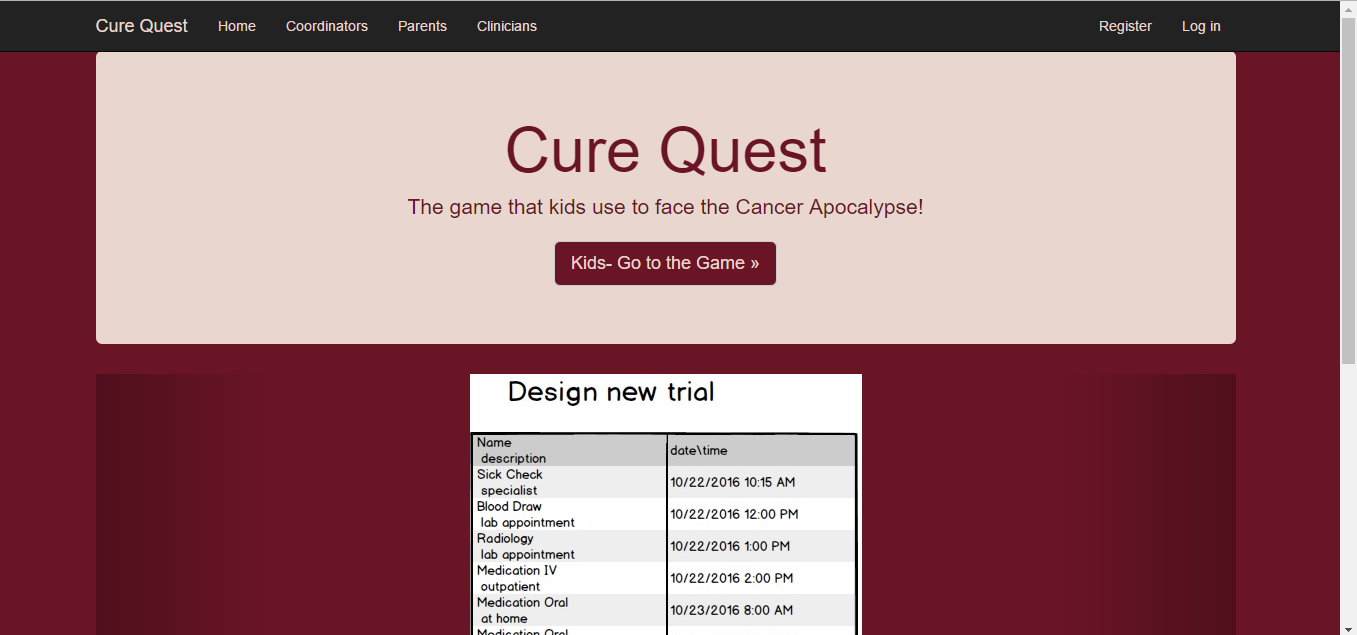 Cure Quest Home Coordinators Parents Clinicians Register Log in
Cure Quest
The game that kids use to face the Cancer Apocalypse!
Kids- Go to the Game »
Design new trial
Name
description
date\time
Sick Check
specialist
10/22/2016 10:15 AM
Blood Draw
lab appointment
10/22/2016 12:00 PM
Radiology
lab appointment
10/22/2016 1:00 PM
Medication IV
outpatient
10/22/2016 2:00 PM
Medication Oral
at home
10/23/2016 8:00 AM
Medication Oral